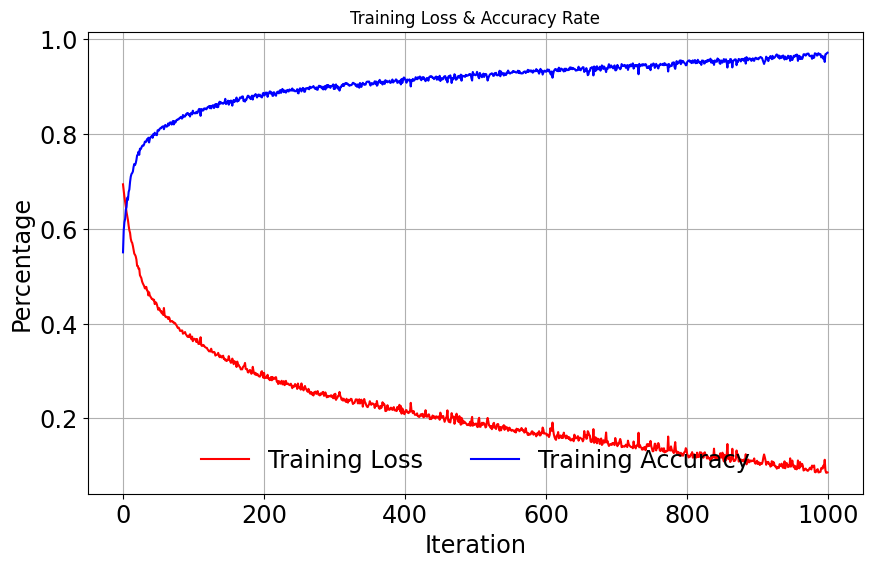 Training Loss & Accuracy Rate
1.0
0.8
0.6
0.4
0.2
Percentage
Training Loss
Training Accuracy
0 200 400 600 800 1000
Iteration